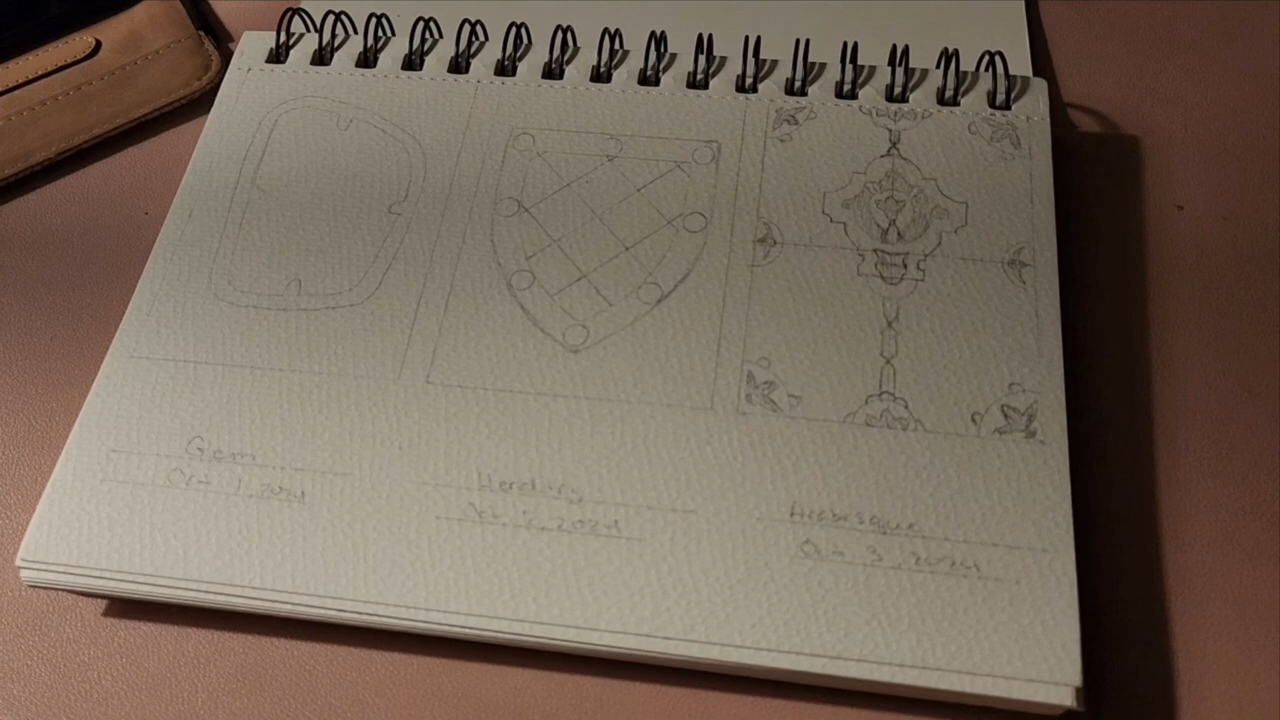 Gem
Oct 1, 2024
Heraldry
Oct. 2, 2024
Arabesque
Oct 3, 2024